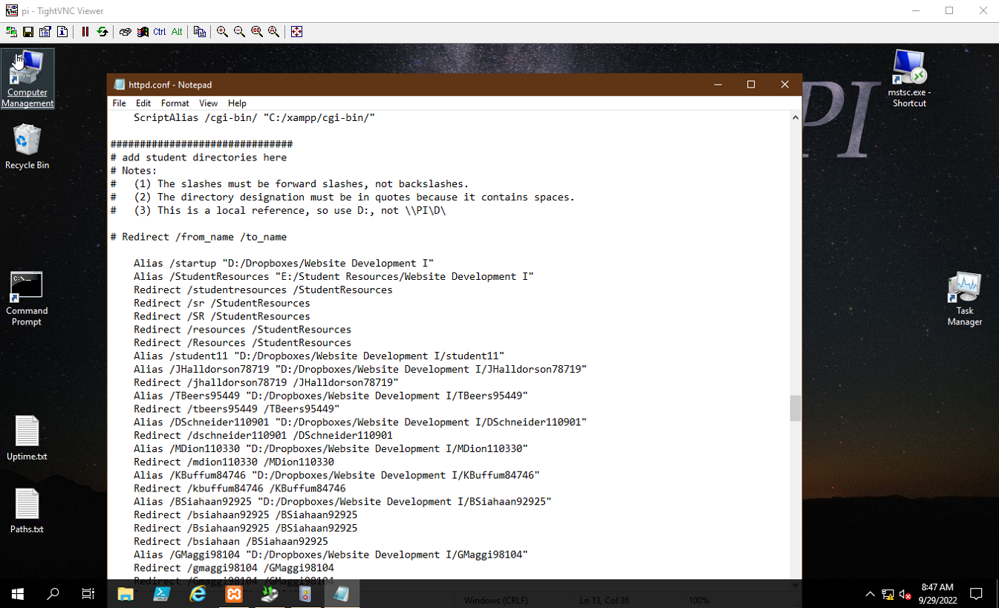 pi - TightVNC Viewer
Ctrl Alt
Computer
Management
Recycle Bin
Command
Prompt
Uptime.txt
Paths.txt
httpd.conf - Notepad
File Edit Format View Help
ScriptAlias /cgi-bin/ "C:/xampp/cgi-bin/"
###############################
# add student directories here
# Notes:
#   (1) The slashes must be forward slashes, not backslashes.
#   (2) The directory designation must be in quotes because it contains spaces.
#   (3) This is a local reference, so use D:, not \\PI\D\
# Redirect /from_name /to_name
Alias /startup "D:/Dropboxes/Website Development I"
Alias /StudentResources "E:/Student Resources/Website Development I"
Redirect /studentresources /StudentResources
Redirect /sr /StudentResources
Redirect /SR /StudentResources
Redirect /resources /StudentResources
Redirect /Resources /StudentResources
Alias /student11 "D:/Dropboxes/Website Development I/student11"
Alias /JHalldorson78719 "D:/Dropboxes/Website Development I/JHalldorson78719"
Redirect /jhalldorson78719 /JHalldorson78719"
Alias /TBeers95449 "D:/Dropboxes/Website Development I/TBeers95449"
Redirect /tbeers95449 /TBeers95449"
Alias /DSchneider110901 "D:/Dropboxes/Website Development I/DSchneider110901"
Redirect /dschneider110901 /DSchneider110901
Alias /MDion110330 "D:/Dropboxes/Website Development I/MDion110330"
Redirect /mdion110330 /MDion110330
Alias /KBuffum84746 "D:/Dropboxes/Website Development I/KBuffum84746"
Redirect /kbuffum84746 /KBuffum84746
Alias /BSiahaan92925 "D:/Dropboxes/Website Development I/BSiahaan92925"
Redirect /bsiahaan92925 /BSiahaan92925
Redirect /Bsiahaan92925 /BSiahaan92925
Redirect /bsiahaan /BSiahaan92925
Alias /GMaggi98104 "D:/Dropboxes/Website Development I/GMaggi98104"
Redirect /gmaggi98104 /GMaggi98104
Redirect /Gmaggi98104 /GMaggi98104
Windows (CRLF) Ln 13, Col 36 100%
PI
mstsc.exe -
Shortcut
Task
Manager
8:47 AM
9/29/2022